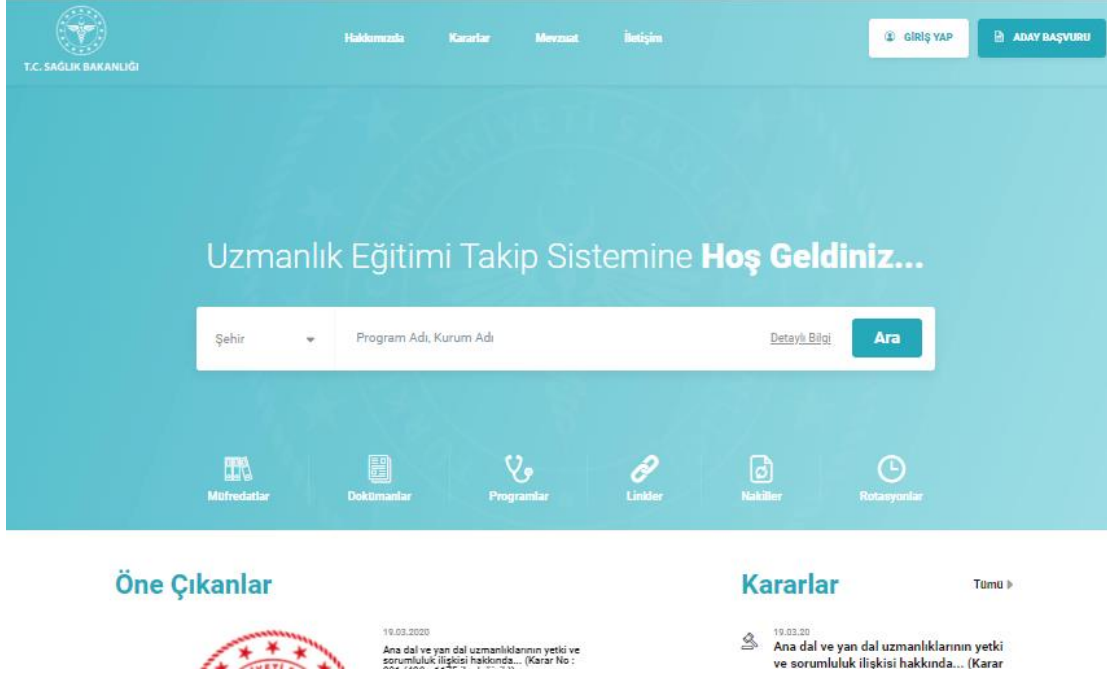 T.C. SAĞLIK BAKANLIĞI
Hakkımızda
Kararlar
Mevzuat
İletişim
GİRİŞ YAP
ADAY BAŞVURU
Uzmanlık Eğitimi Takip Sistemine Hoş Geldiniz...
Şehir
Program Adı, Kurum Adı
Detaylı Bilgi
Ara
Müfredatlar
Dokümanlar
Programlar
Linkler
Nakiller
Rotasyonlar
Öne Çıkanlar
19.03.2020
Ana dal ve yan dal uzmanlıklarının yetki ve
sorumluluk ilişkisi hakkında... (Karar No :
Kararlar
Tümü
19.03.20
Ana dal ve yan dal uzmanlıklarının yetki
ve sorumluluk ilişkisi hakkında... (Karar